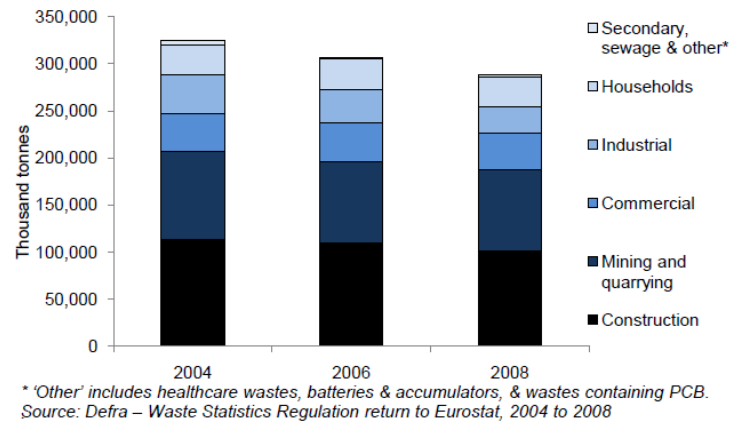 350,000
300,000
250,000
200,000
150,000
100,000
50,000
0
Thousand tonnes
2004
2006
2008
Secondary,
sewage & other*
Households
Industrial
Commercial
Mining and
quarrying
Construction
* 'Other' includes healthcare wastes, batteries & accumulators, & wastes containing PCB.
Source: Defra – Waste Statistics Regulation return to Eurostat, 2004 to 2008